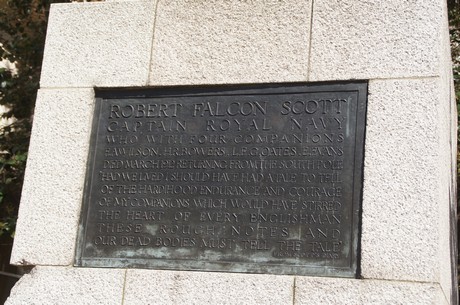 ROBERT FALCON SCOTT
CAPTAIN ROYAL NAVY
WHO WITH FOUR COMPANIONS
E.A.WILSON H.R.BOWERS L.E.G.OATES E.EVANS
DIED MARCH 1912 RETURNING FROM THE SOUTH POLE
HAD WE LIVED I SHOULD HAVE HAD A TALE TO TELL
OF THE HARDIHOOD ENDURANCE AND COURAGE
OF MY COMPANIONS WHICH WOULD HAVE STIRRED
THE HEART OF EVERY ENGLISHMAN
THESE ROUGH NOTES AND
OUR DEAD BODIES MUST TELL THE TALE